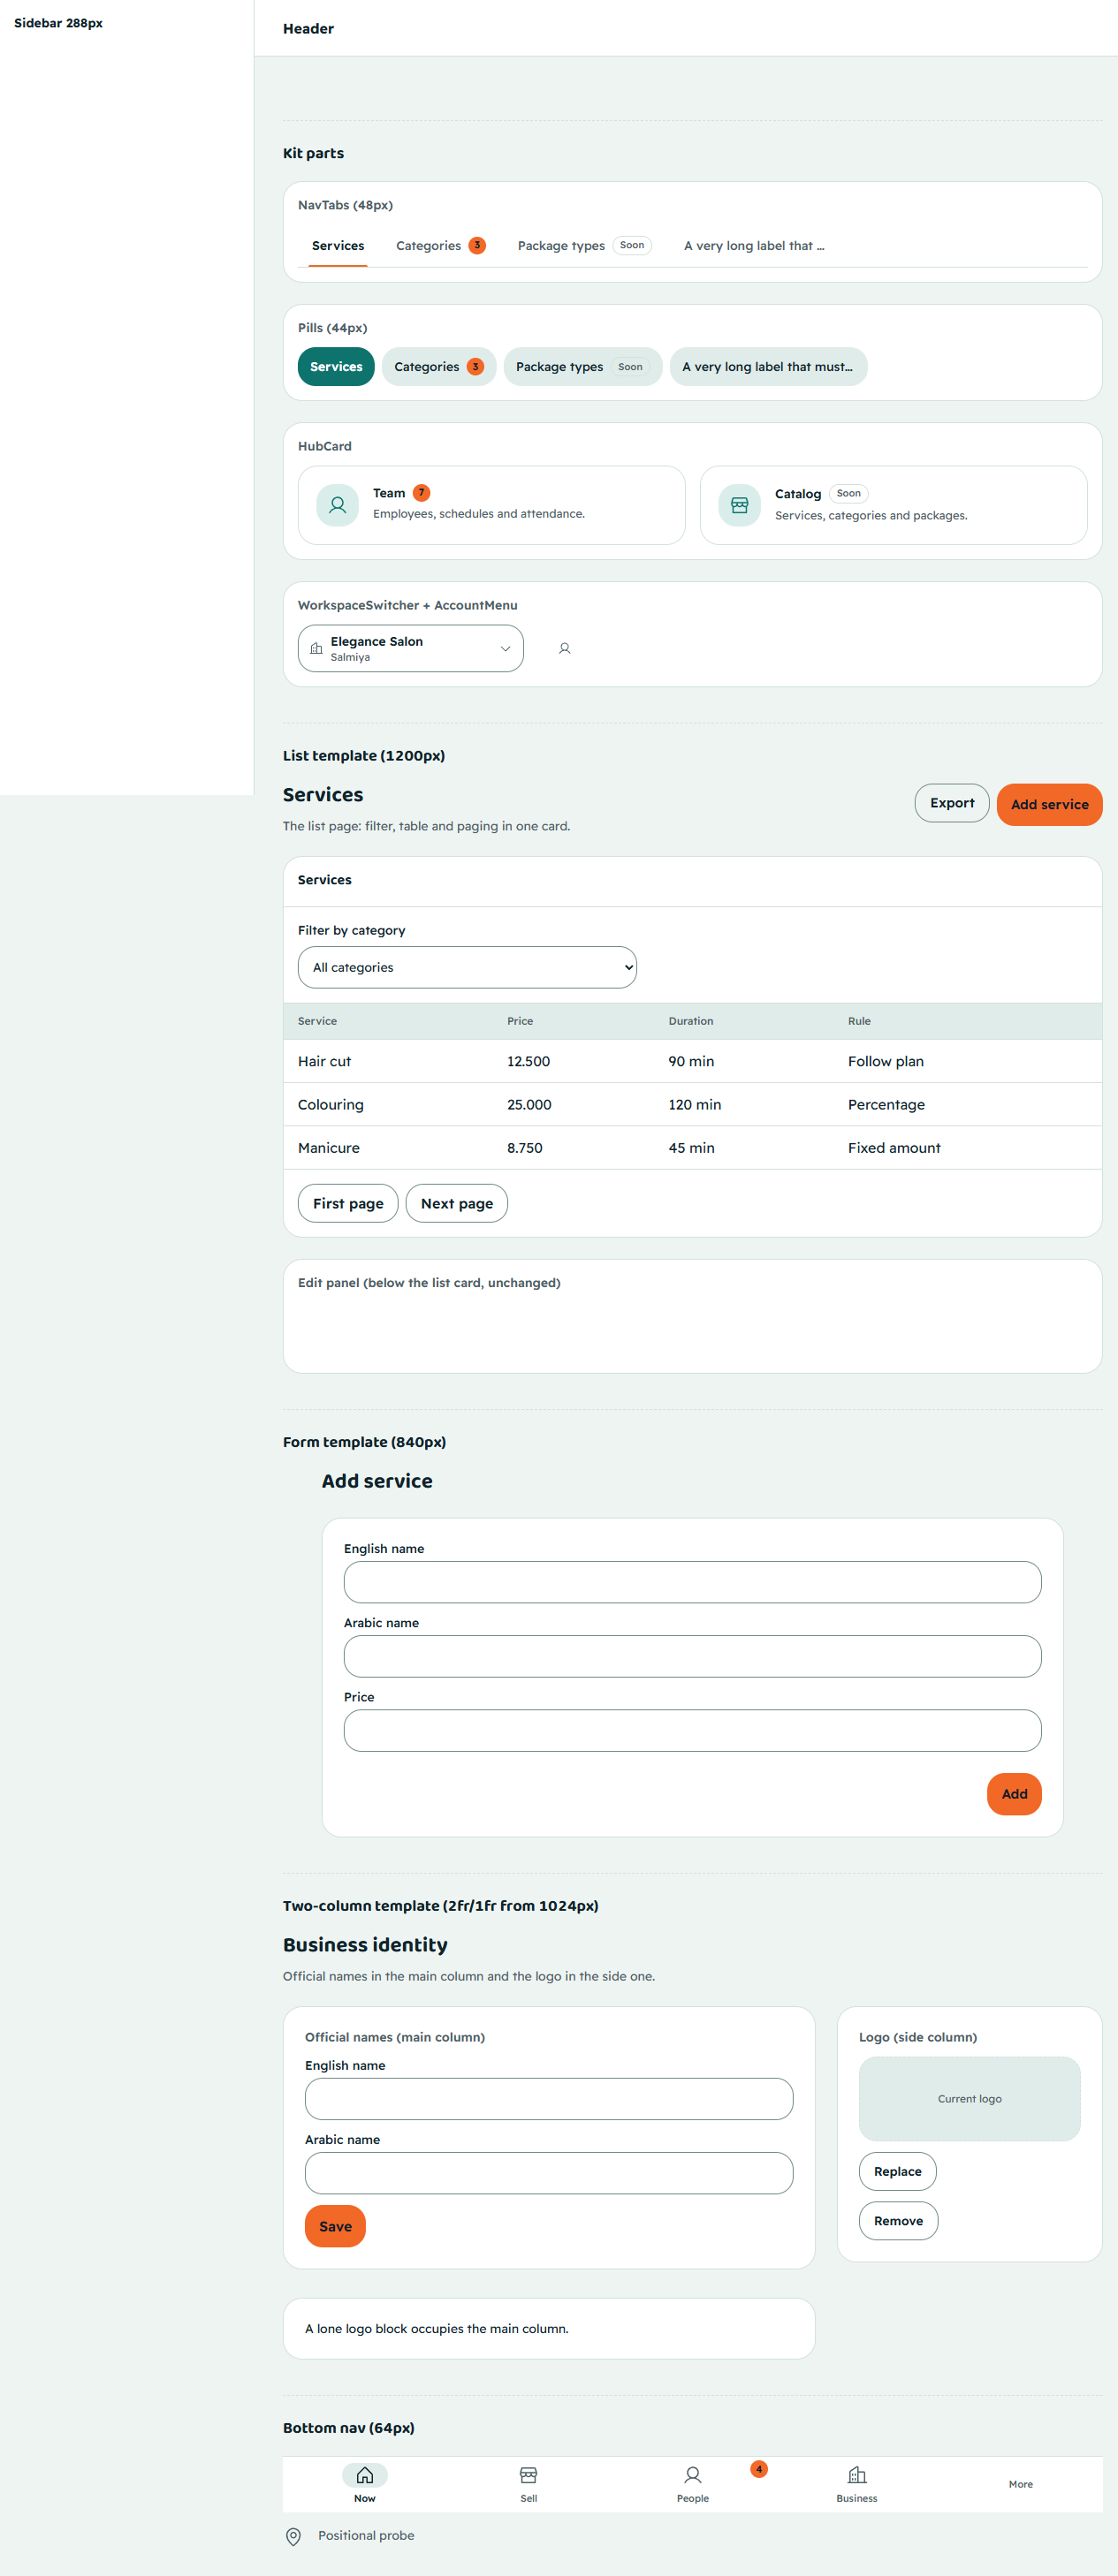 Sidebar 288px
Header
Kit parts
NavTabs (48px)
Services Categories 3 Package types Soon A very long label that ...
Pills (44px)
Services Categories 3 Package types Soon A very long label that must...
HubCard
Team 7
Employees, schedules and attendance.
Catalog Soon
Services, categories and packages.
WorkspaceSwitcher + AccountMenu
Elegance Salon
Salmiya
List template (1200px)
Services
Export Add service
The list page: filter, table and paging in one card.
Services
Filter by category
All categories
Service Price Duration Rule
Hair cut 12.500 90 min Follow plan
Colouring 25.000 120 min Percentage
Manicure 8.750 45 min Fixed amount
First page Next page
Edit panel (below the list card, unchanged)
Form template (840px)
Add service
English name
Arabic name
Price
Add
Two-column template (2fr/1fr from 1024px)
Business identity
Official names in the main column and the logo in the side one.
Official names (main column)
English name
Arabic name
Save
Logo (side column)
Current logo
Replace
Remove
A lone logo block occupies the main column.
Bottom nav (64px)
4
Now Sell People Business More
Positional probe